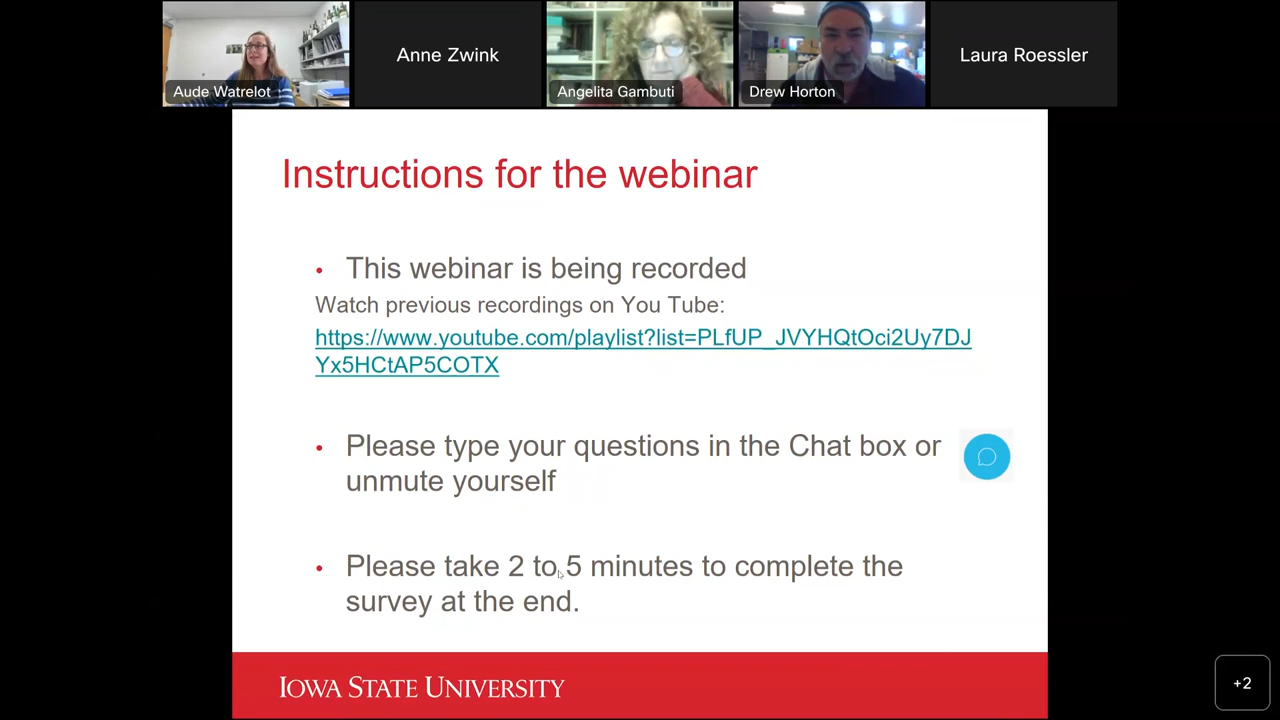 Aude Watrelot
Anne Zwink
Angelita Gambuti
Drew Horton
Laura Roessler
Instructions for the webinar
• This webinar is being recorded
Watch previous recordings on You Tube:
https://www.youtube.com/playlist?list=PLfUP_JVYHQtOci2Uy7DJ
Yx5HCtAP5COTX
• Please type your questions in the Chat box or
unmute yourself
• Please take 2 to 5 minutes to complete the
survey at the end.
IOWA STATE UNIVERSITY
+2